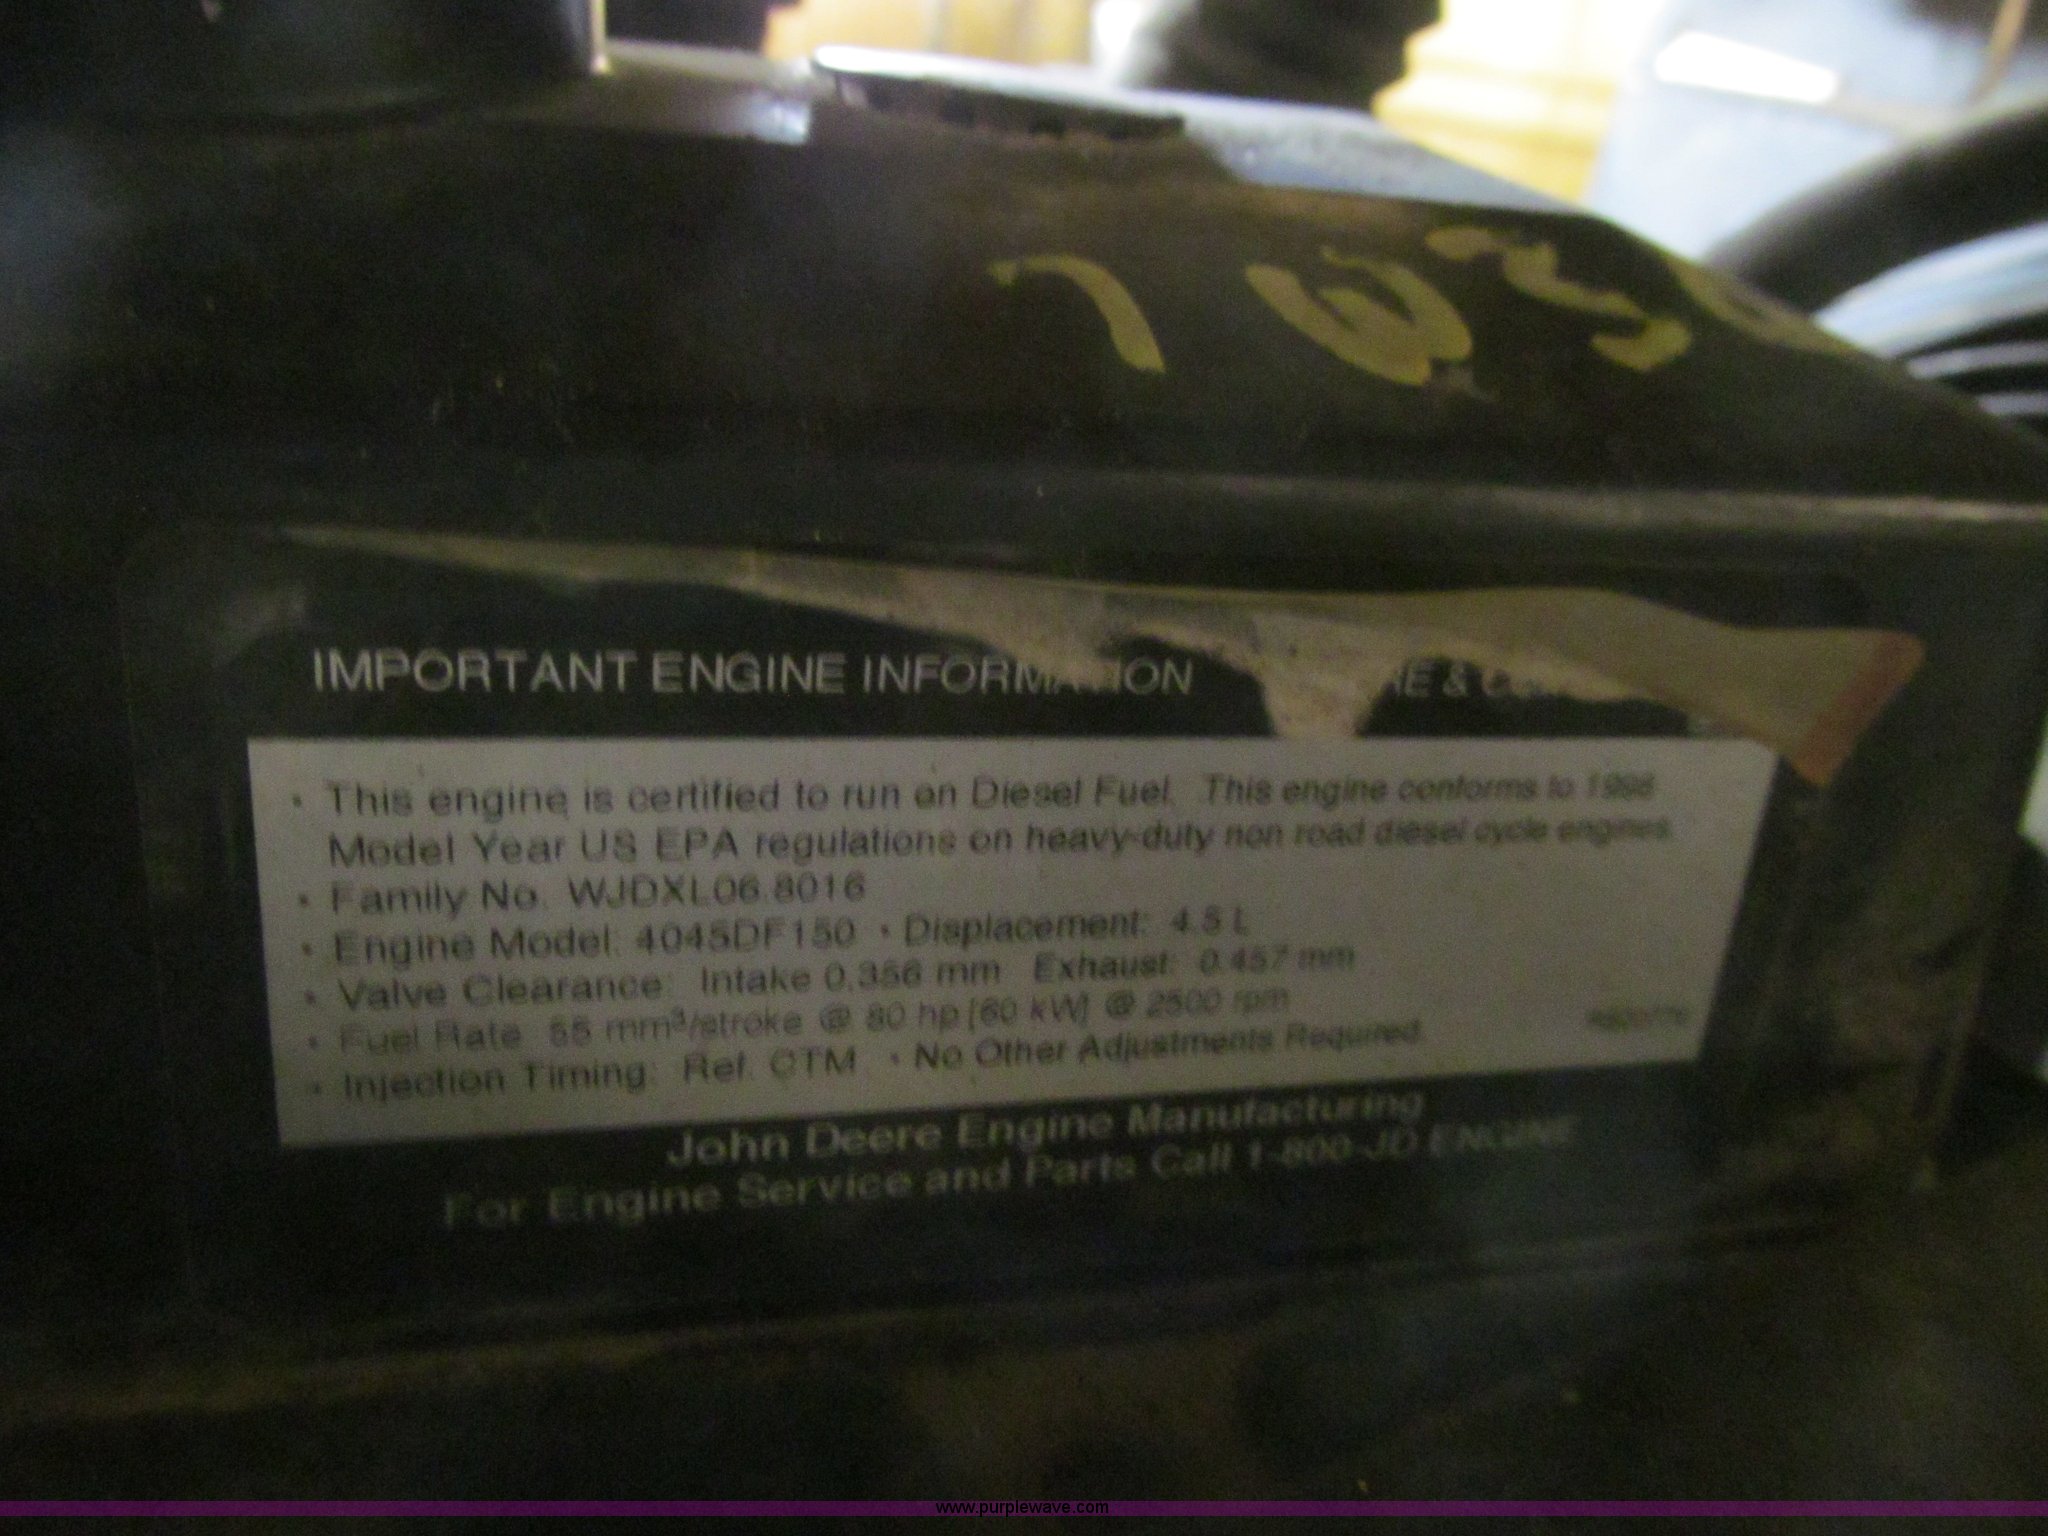 IMPORTANT ENGINE INFORMATION
• This engine is certified to run on Diesel Fuel. This engine conforms to
Model Year US EPA regulations on heavy-duty non road diesel cycle engines.
• Family No. WJDXL06.8016
• Engine Model: 4045DF150 • Displacement: 4.5 L
• Valve Clearance: Intake 0.356 mm Exhaust: 0.457 mm
• Fuel Rate mm³/stroke @ 80 hp [60 kW] @ 2500 rpm
• Injection Timing: Ref. CTM • No Other Adjustments Required.
John Deere Engine Manufacturing
For Engine Service and Parts Call 1-800-JD ENGINE
www.purplewave.com